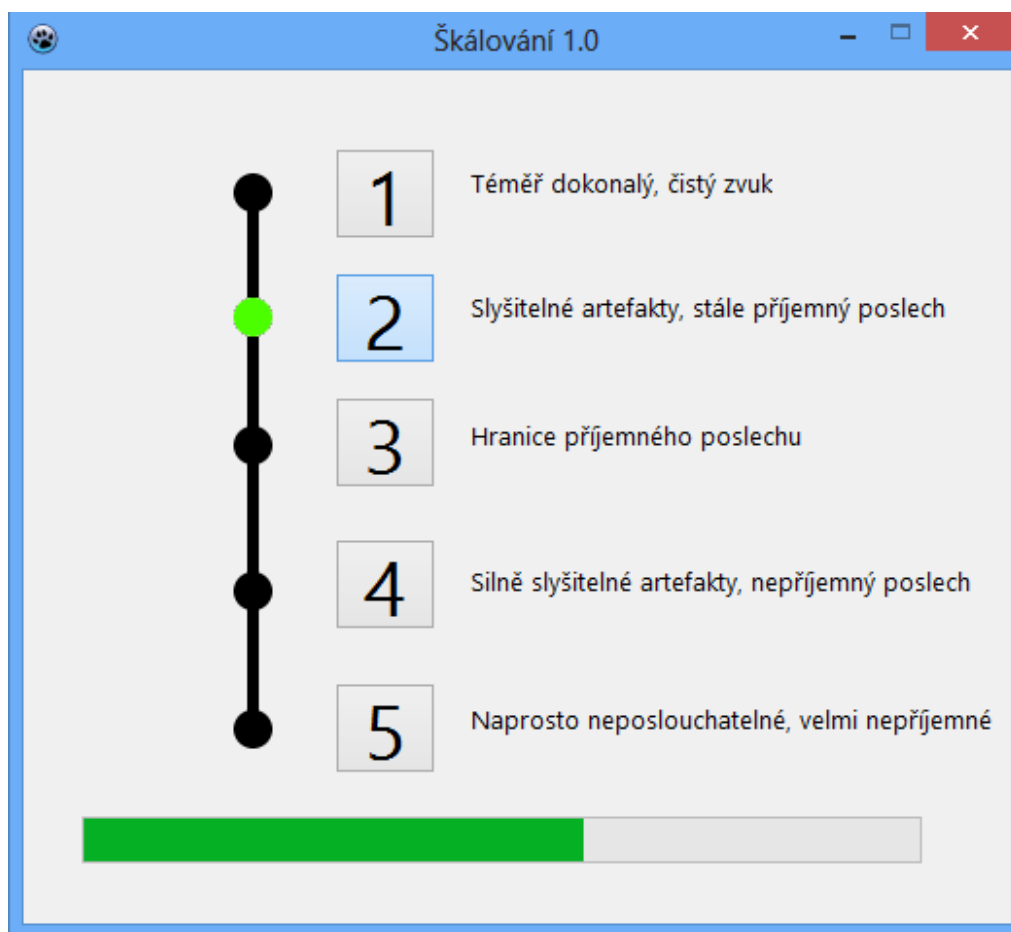 Škálování 1.0
1 Téměř dokonalý, čistý zvuk
2 Slyšitelné artefakty, stále příjemný poslech
3 Hranice příjemného poslechu
4 Silně slyšitelné artefakty, nepříjemný poslech
5 Naprosto neposlouchatelné, velmi nepříjemné